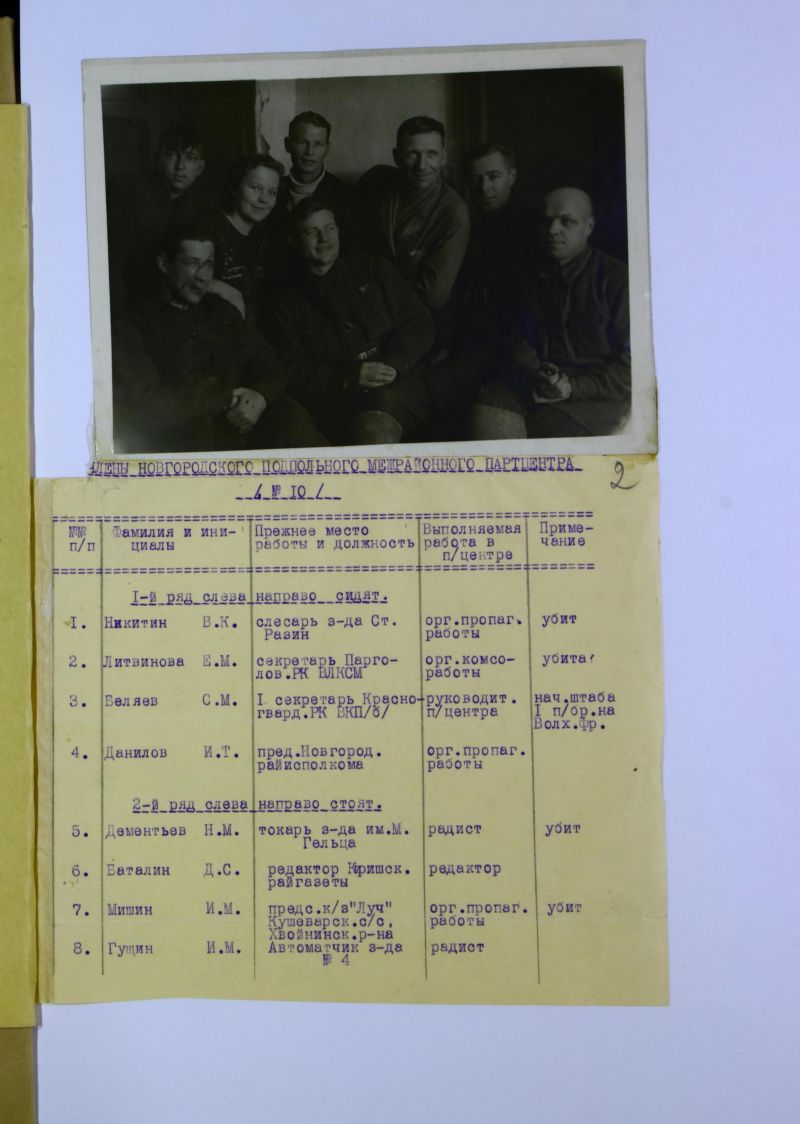 ЧЛЕНЫ НОВГОРОДСКОГО ПОДПОЛЬНОГО МЕЖРАЙОННОГО ПАРТЦЕНТРА
2
/ № 10 /
№№ п/п | Фамилия и инициалы | Прежнее место работы и должность | Выполняемая работа в п/центре | Примечание
1-й ряд слева направо сидят.
1. Никитин В.К. слесарь з-да Ст. Разин орг.пропаг. работы убит
2. Литвинова Е.М. секретарь Парголов.РК ВЛКСМ орг.комсоработы убита
3. Беляев С.М. I секретарь Красногвард.РК ВКП/б/ руководит. п/центра нач.штаба I п/бр.на Волх.Фр.
4. Данилов И.Т. пред.Новгород. райисполкома орг.пропаг. работы
2-й ряд слева направо стоят.
5. Дементьев Н.М. токарь з-да им.М. Гельца радист убит
6. Баталин Д.С. редактор Киришск. райгазеты редактор
7. Мишин И.М. предс.к/з"Луч" Кушеварск.с/с, Хвойнинск.р-на орг.пропаг. работы убит
8. Гущин И.М. Автоматчик з-да № 4 радист